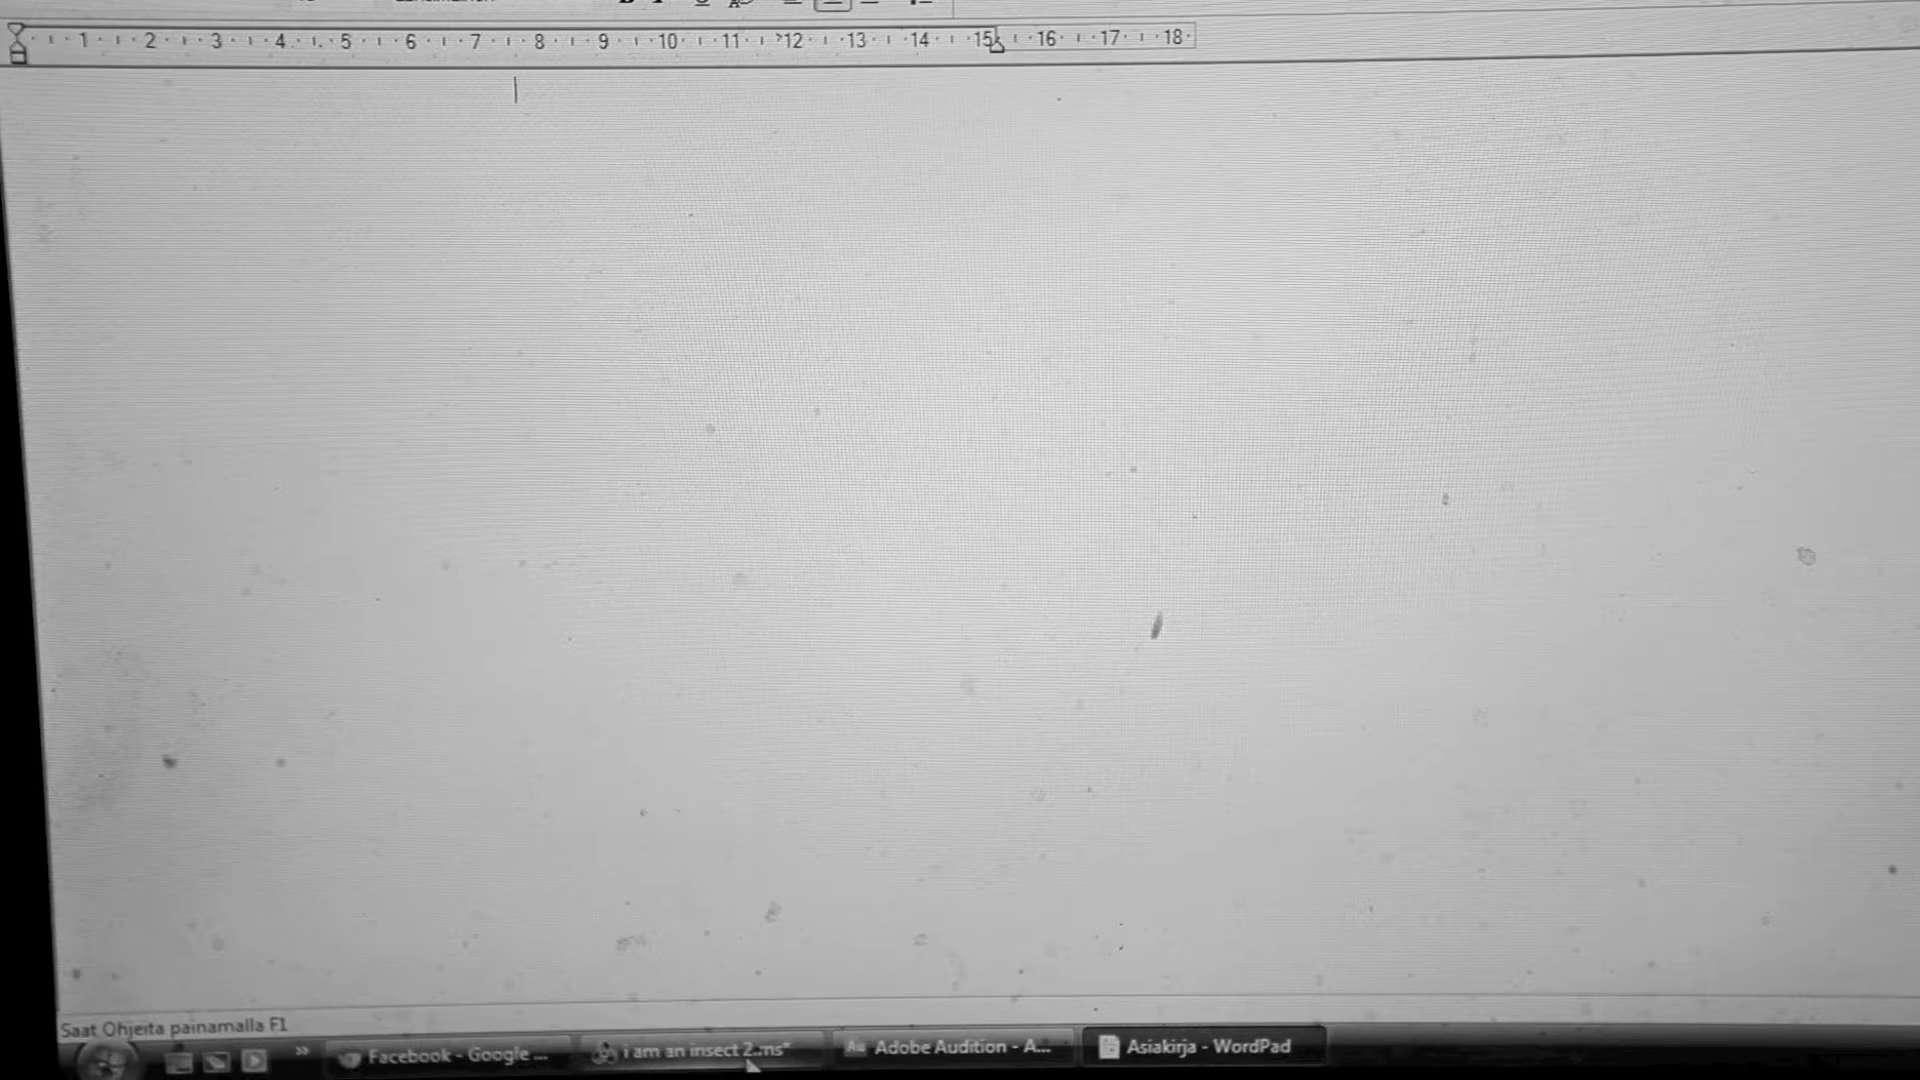 1 2 3 4 5 6 7 8 9 10 11 12 13 14 15 16 17 18
Saat Ohjeita painamalla F1
Facebook - Google ...
i am an insect 2..ns*
Au Adobe Audition - A...
Asiakirja - WordPad